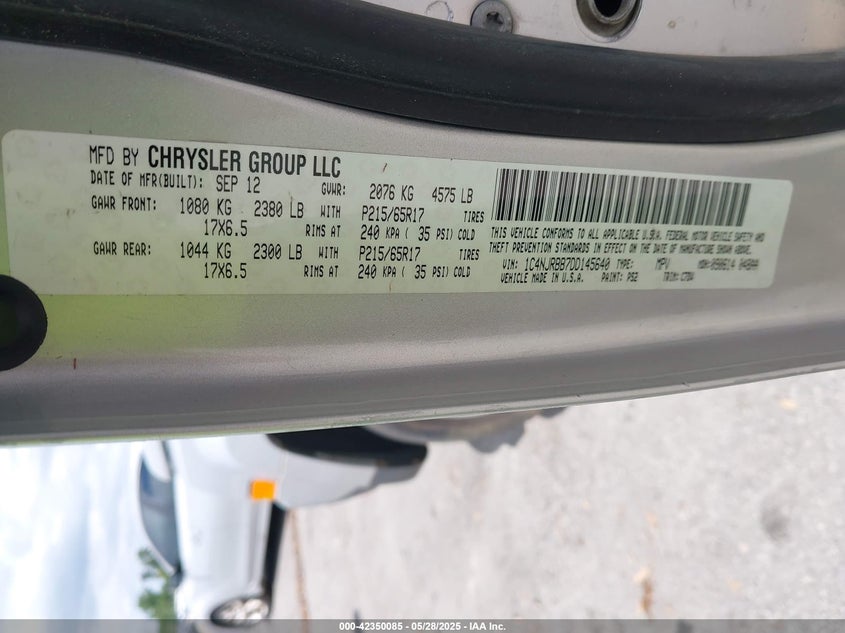 MFD BY CHRYSLER GROUP LLC
DATE OF MFR(BUILT): SEP 12 GVWR: 2076 KG 4575 LB
GAWR FRONT: 1080 KG 2380 LB WITH P215/65R17 TIRES
17X6.5 RIMS AT 240 KPA ( 35 PSI) COLD
GAWR REAR: 1044 KG 2300 LB WITH P215/65R17 TIRES
17X6.5 RIMS AT 240 KPA ( 35 PSI) COLD
THIS VEHICLE CONFORMS TO ALL APPLICABLE U.S.A. FEDERAL MOTOR VEHICLE SAFETY AND
THEFT PREVENTION STANDARDS IN EFFECT ON THE DATE OF MANUFACTURE SHOWN ABOVE.
VIN: 1C4NJRBB7DD145640 TYPE: MPV MDH:
VEHICLE MADE IN U.S.A. PAINT: PS2 TRIM:
000-42350085 - 05/28/2025 - IAA Inc.